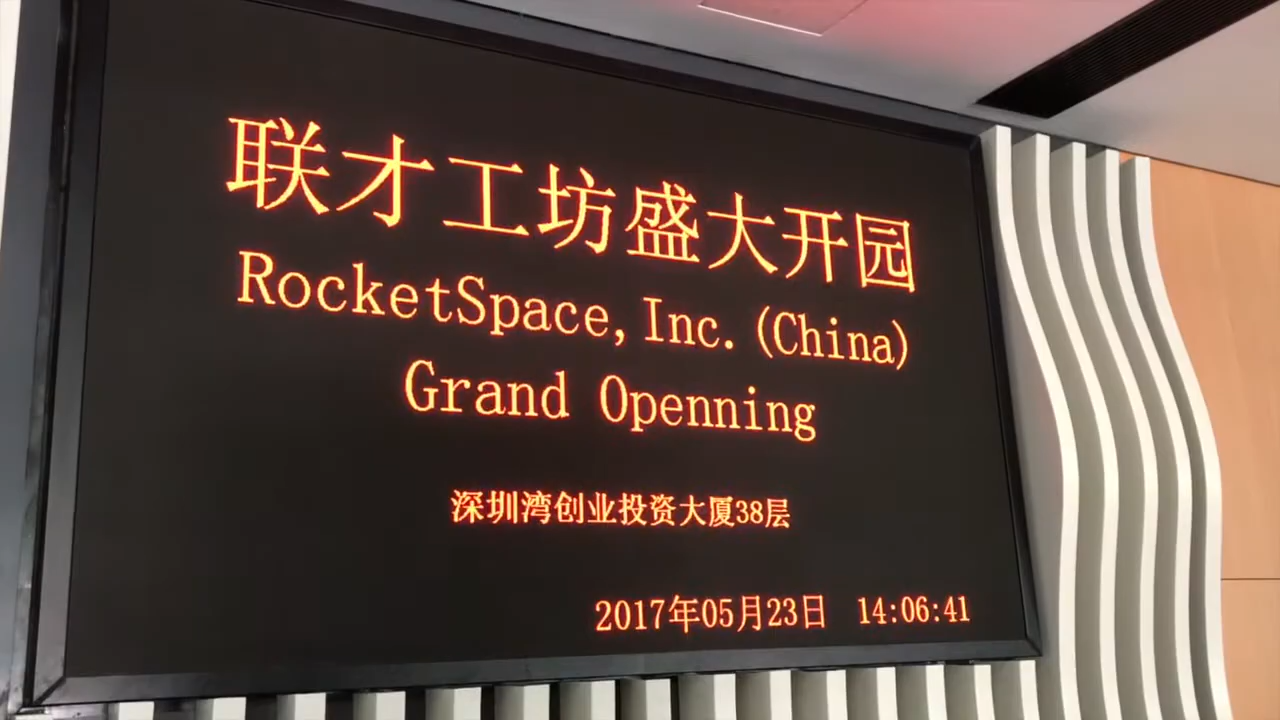 联才工坊盛大开园
RocketSpace,Inc.(China)
Grand Openning
深圳湾创业投资大厦38层
2017年05月23日 14:06:41